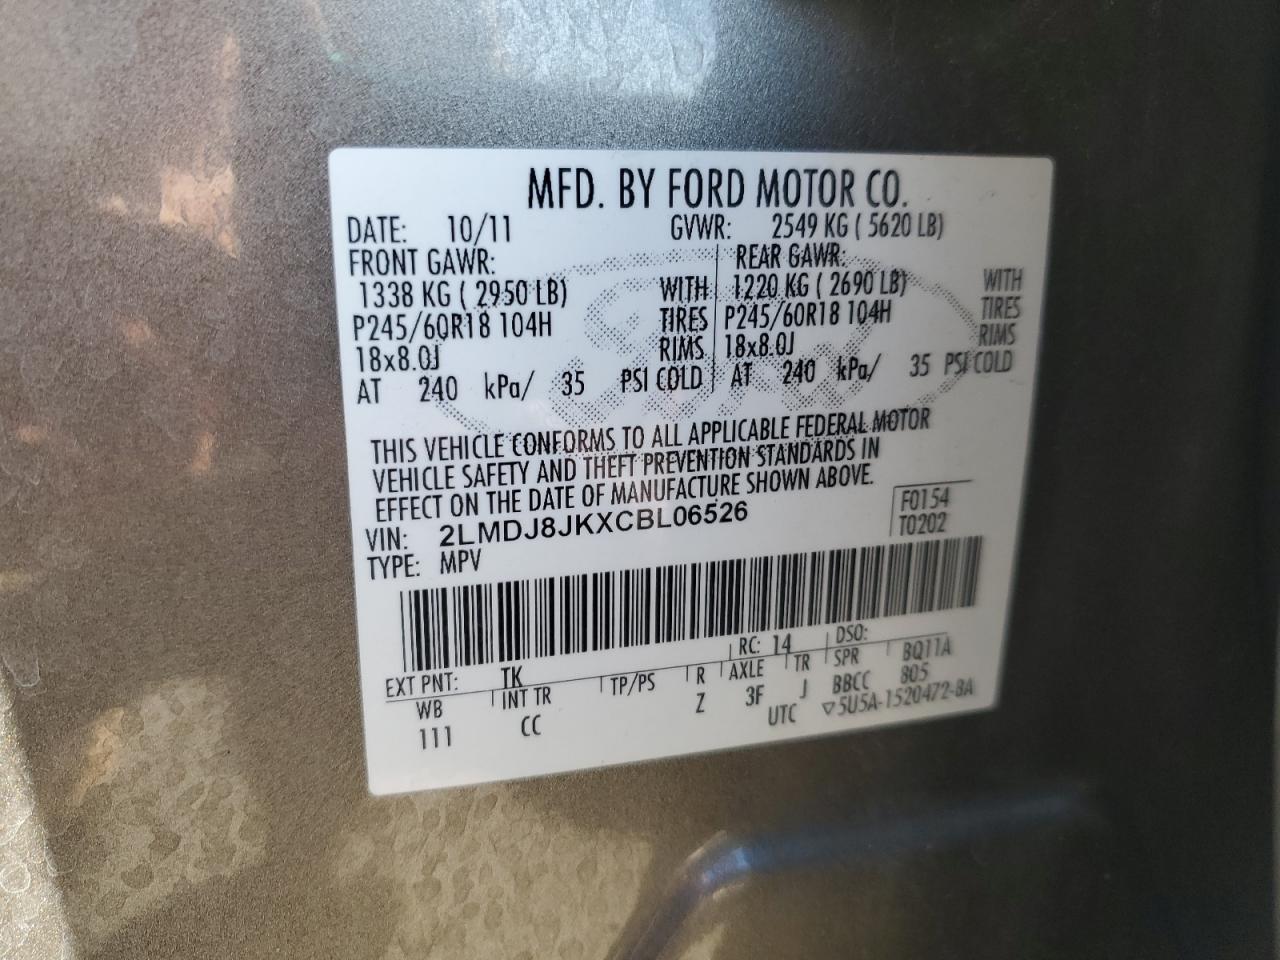 MFD. BY FORD MOTOR CO.
DATE: 10/11 GVWR: 2549 KG ( 5620 LB)
FRONT GAWR: REAR GAWR:
1338 KG ( 2950 LB) WITH 1220 KG ( 2690 LB) WITH
P245/60R18 104H TIRES P245/60R18 104H TIRES
18x8.0J RIMS 18x8.0J RIMS
AT 240 kPa/ 35 PSI COLD AT 240 kPa/ 35 PSI COLD
THIS VEHICLE CONFORMS TO ALL APPLICABLE FEDERAL MOTOR
VEHICLE SAFETY AND THEFT PREVENTION STANDARDS IN
EFFECT ON THE DATE OF MANUFACTURE SHOWN ABOVE.
VIN: 2LMDJ8JKXCBL06526 F0154
TYPE: MPV T0202
EXT PNT: TK RC: 14 DSO:
WB INT TR TP/PS R AXLE TR SPR BQ11A
111 CC Z 3F J BBCC 805
UTC ▽5U5A-1520472-BA